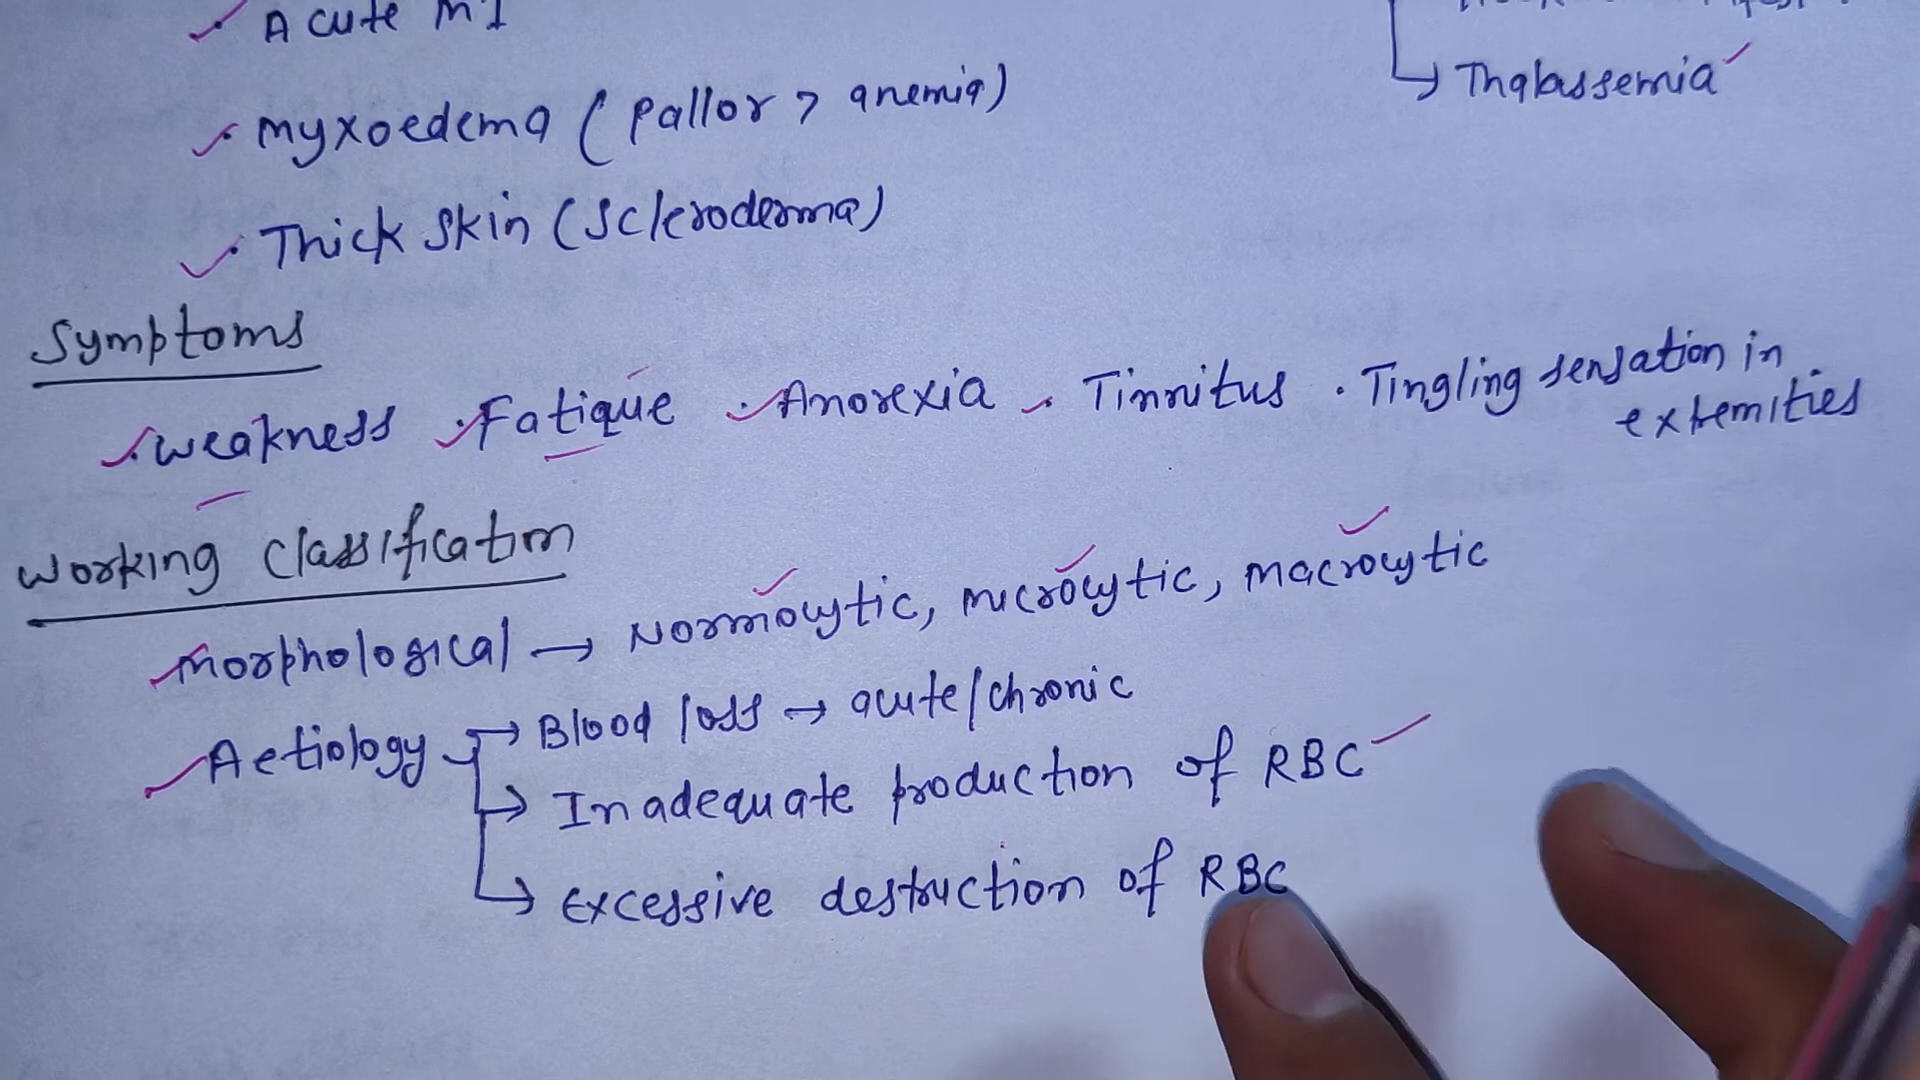 • Acute MI
• Myxoedema (Pallor > anemia)
• Thick skin (scleroderma)
↳ Thalassemia
Symptoms
• Weakness • Fatique • Anorexia • Tinnitus • Tingling sensation in
extremities
Working Classification
Morphological → Normocytic, microcytic, macrocytic
Aetiology → Blood loss → acute/chronic
→ Inadequate production of RBC
→ Excessive destruction of RBC